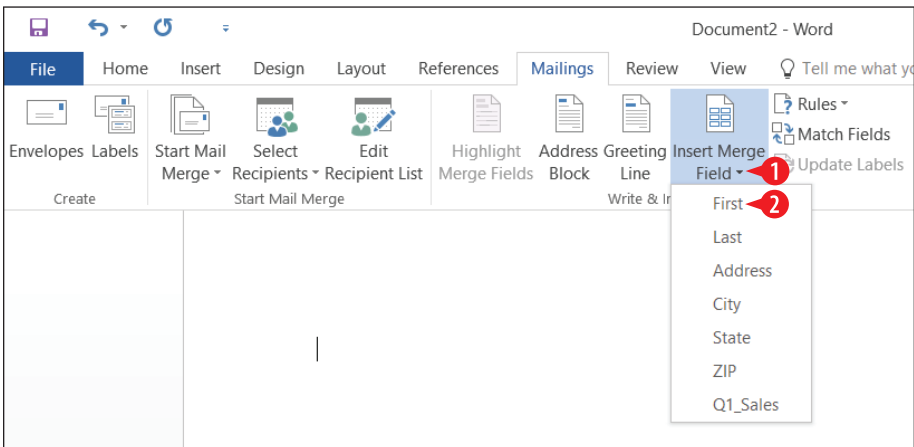 Document2 - Word
File Home Insert Design Layout References Mailings Review View Tell me what yo
Envelopes Labels
Start Mail Merge
Select Recipients
Edit Recipient List
Highlight Merge Fields
Address Block
Greeting Line
Insert Merge Field
Rules
Match Fields
Update Labels
1
Create
Start Mail Merge
Write & In
First
2
Last
Address
City
State
ZIP
Q1_Sales